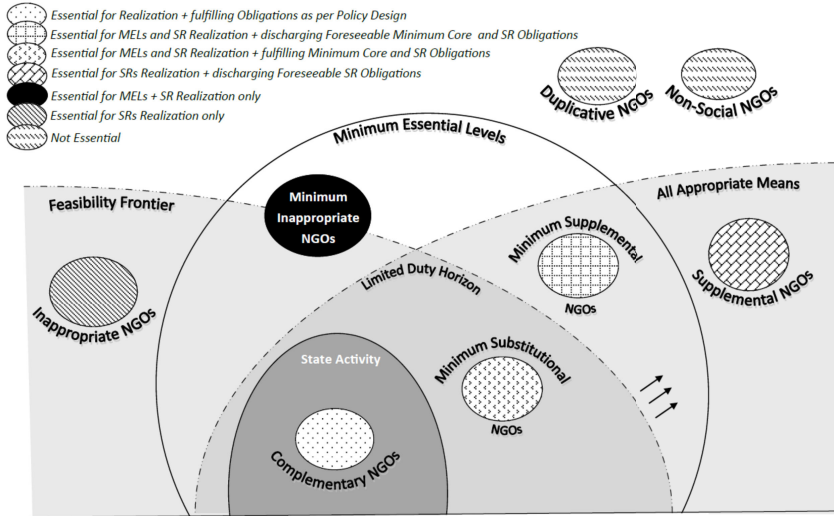 Essential for Realization + fulfilling Obligations as per Policy Design
Essential for MELs and SR Realization + discharging Foreseeable Minimum Core and SR Obligations
Essential for MELs and SR Realization + fulfilling Minimum Core and SR Obligations
Essential for SRs Realization + discharging Foreseeable SR Obligations
Essential for MELs + SR Realization only
Essential for SRs Realization only
Not Essential
Duplicative NGOs
Non-Social NGOs
Minimum Essential Levels
All Appropriate Means
Feasibility Frontier
Minimum
Inappropriate
NGOs
Minimum Supplemental
NGOs
Supplemental NGOs
Limited Duty Horizon
Inappropriate NGOs
State Activity
Minimum Substitutional
NGOs
Complementary NGOs